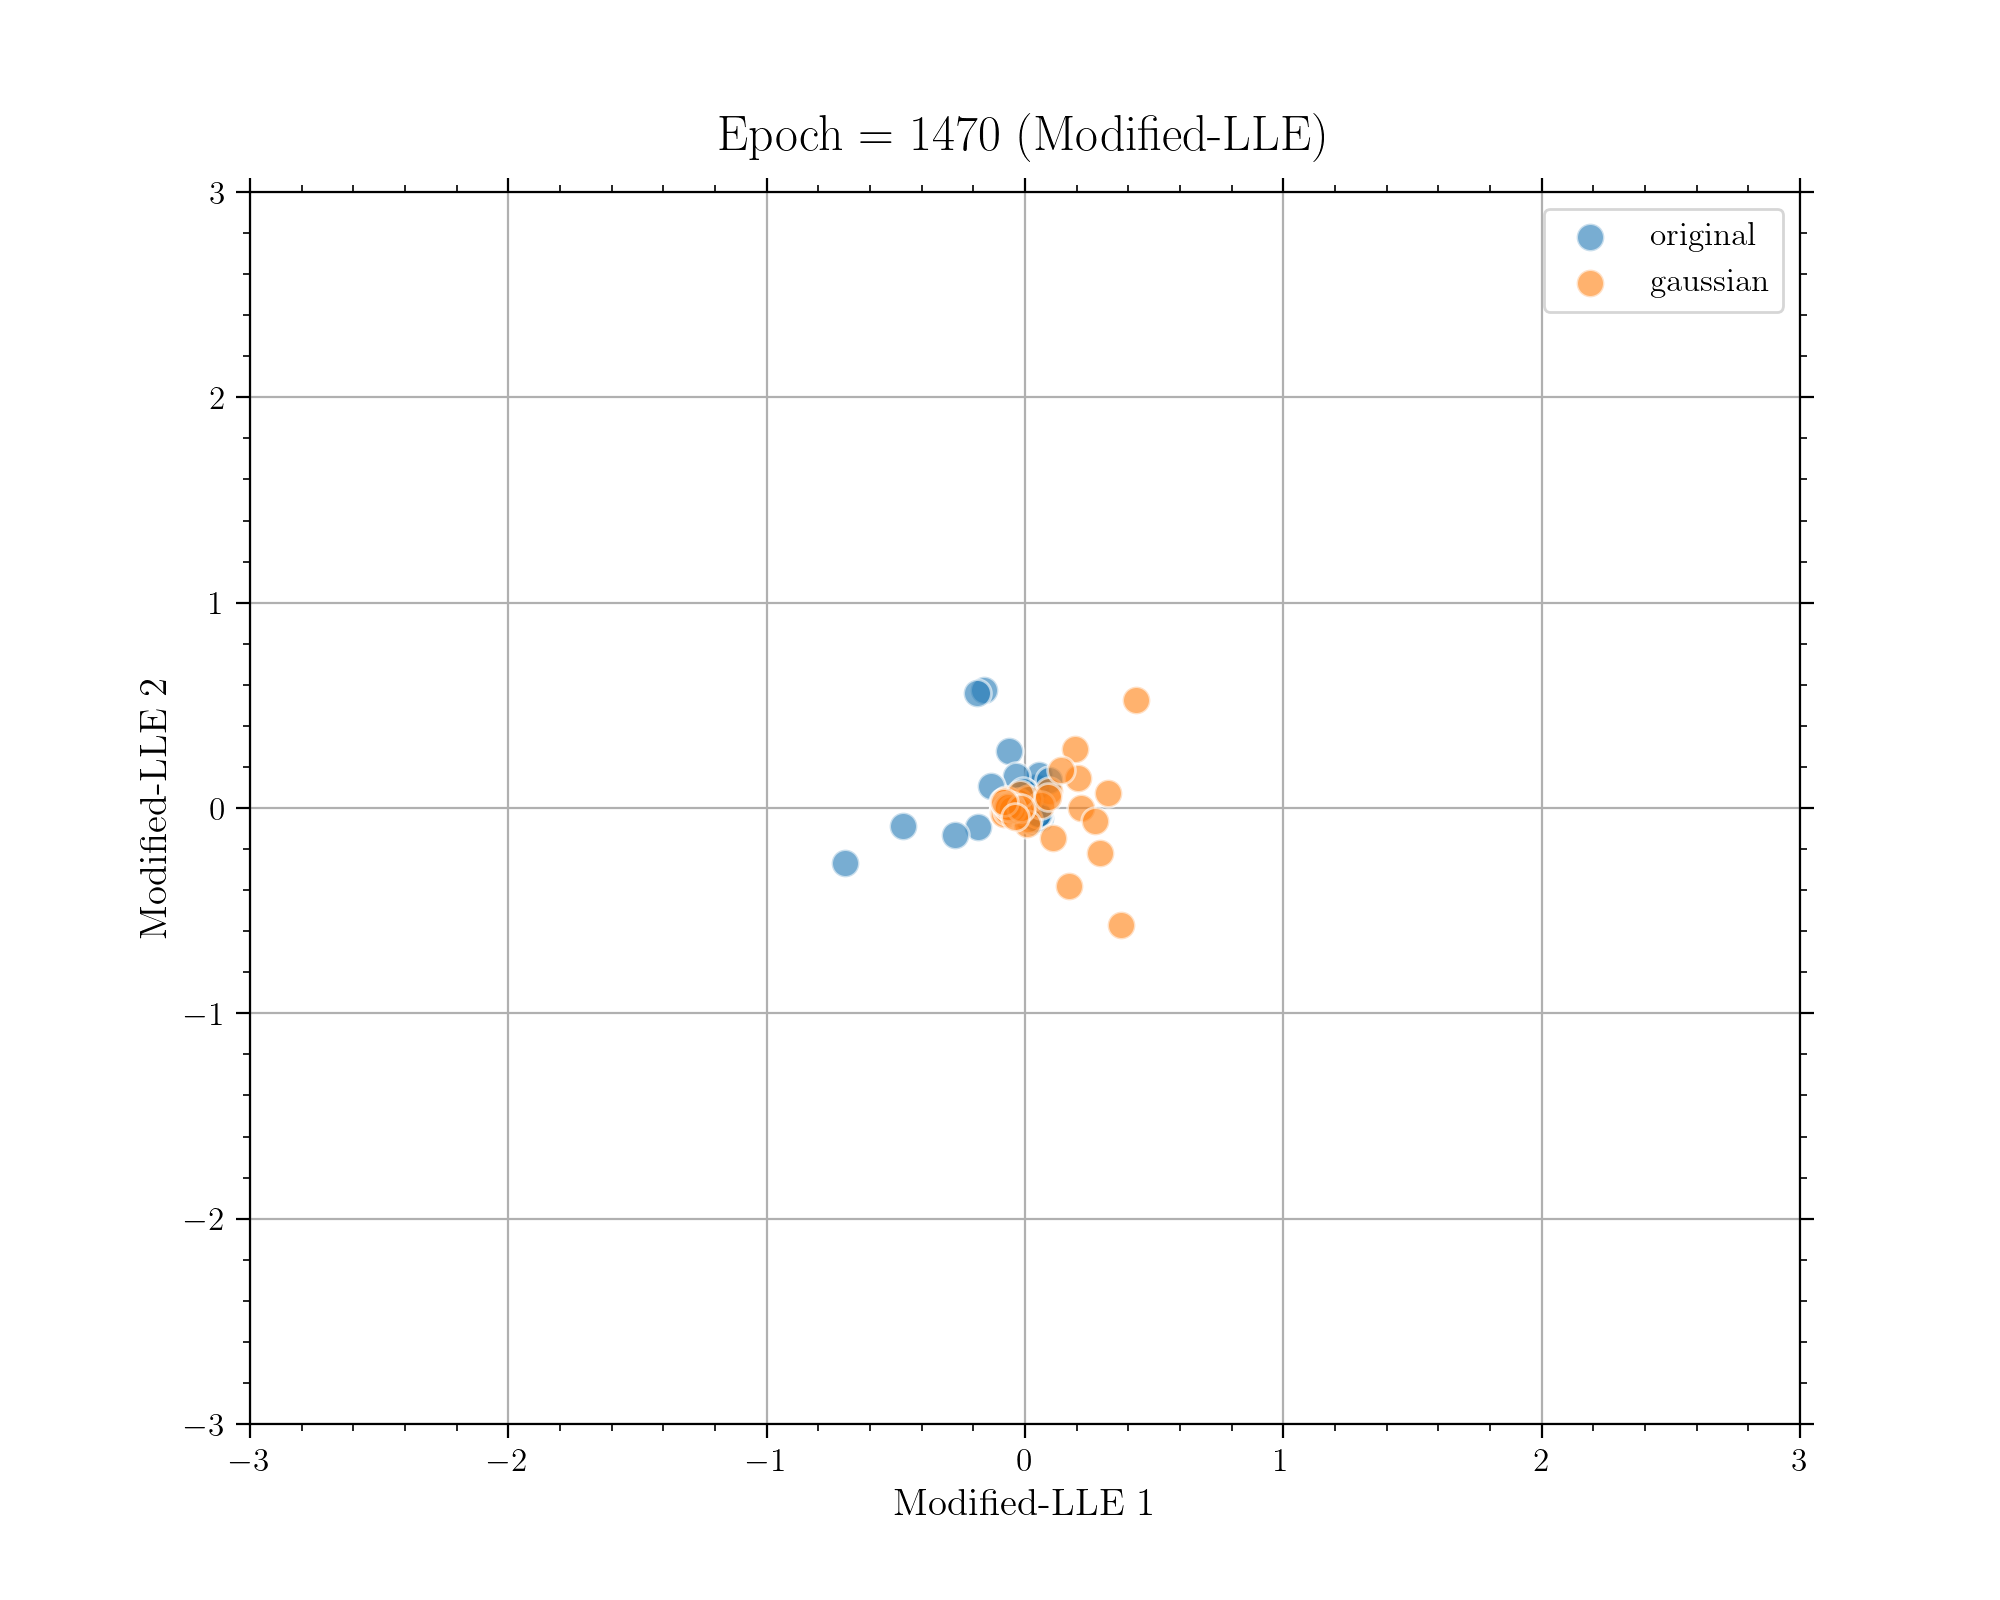 Epoch = 1470 (Modified-LLE)
original
gaussian
3
2
1
0
−1
−2
−3
Modified-LLE 2
−3
−2
−1
0
1
2
3
Modified-LLE 1